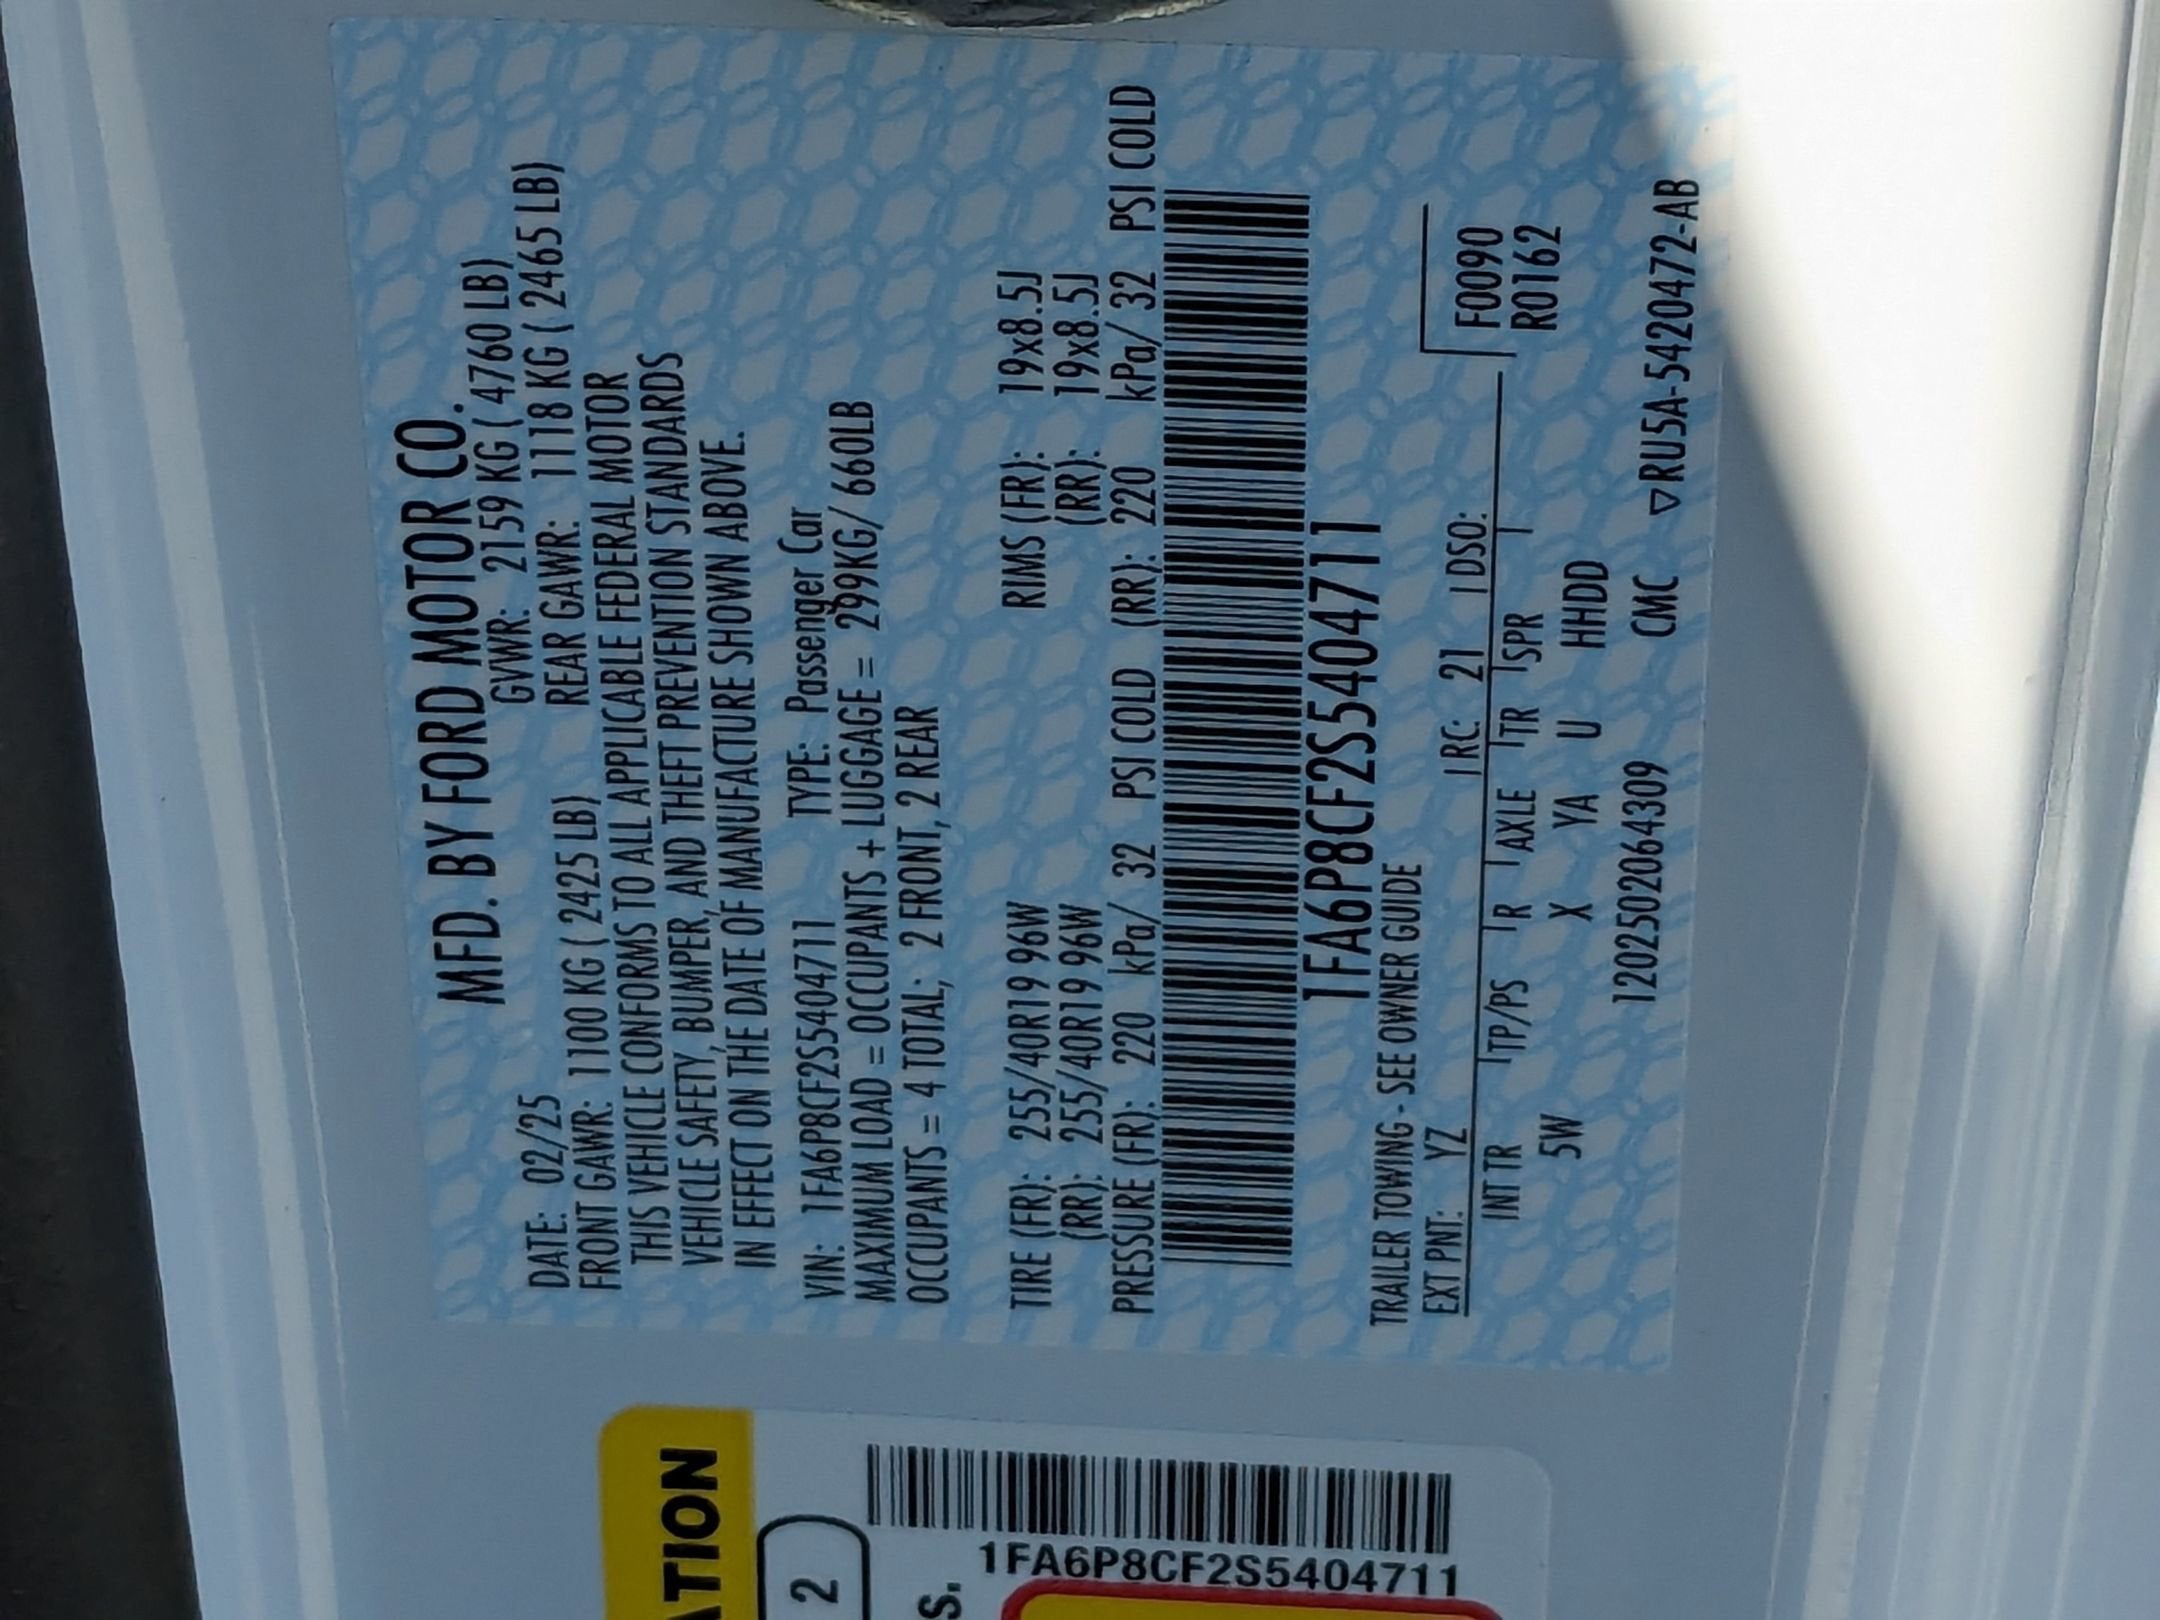 MFD. BY FORD MOTOR CO.
DATE: 02/25 GVWR: 2159 KG ( 4760 LB)
FRONT GAWR: 1100 KG ( 2425 LB) REAR GAWR: 1118 KG ( 2465 LB)
THIS VEHICLE CONFORMS TO ALL APPLICABLE FEDERAL MOTOR
VEHICLE SAFETY, BUMPER, AND THEFT PREVENTION STANDARDS
IN EFFECT ON THE DATE OF MANUFACTURE SHOWN ABOVE.
VIN: 1FA6P8CF2S5404711 TYPE: Passenger Car
MAXIMUM LOAD = OCCUPANTS + LUGGAGE = 299KG/ 660LB
OCCUPANTS = 4 TOTAL; 2 FRONT, 2 REAR
TIRE (FR): 255/40R19 96W RIMS (FR): 19x8.5J
(RR): 255/40R19 96W (RR): 19x8.5J
PRESSURE (FR): 220 kPa/ 32 PSI COLD (RR): 220 kPa/ 32 PSI COLD
1FA6P8CF2S5404711
TRAILER TOWING - SEE OWNER GUIDE
EXT PNT: YZ RC: 21 DSO:
INT TR TP/PS R AXLE TR SPR F0090
5W X YA U HHDD R0162
120250206 4309 CMC ▽RU5A-5420472-AB
ATION
2
S.
1FA6P8CF2S5404711